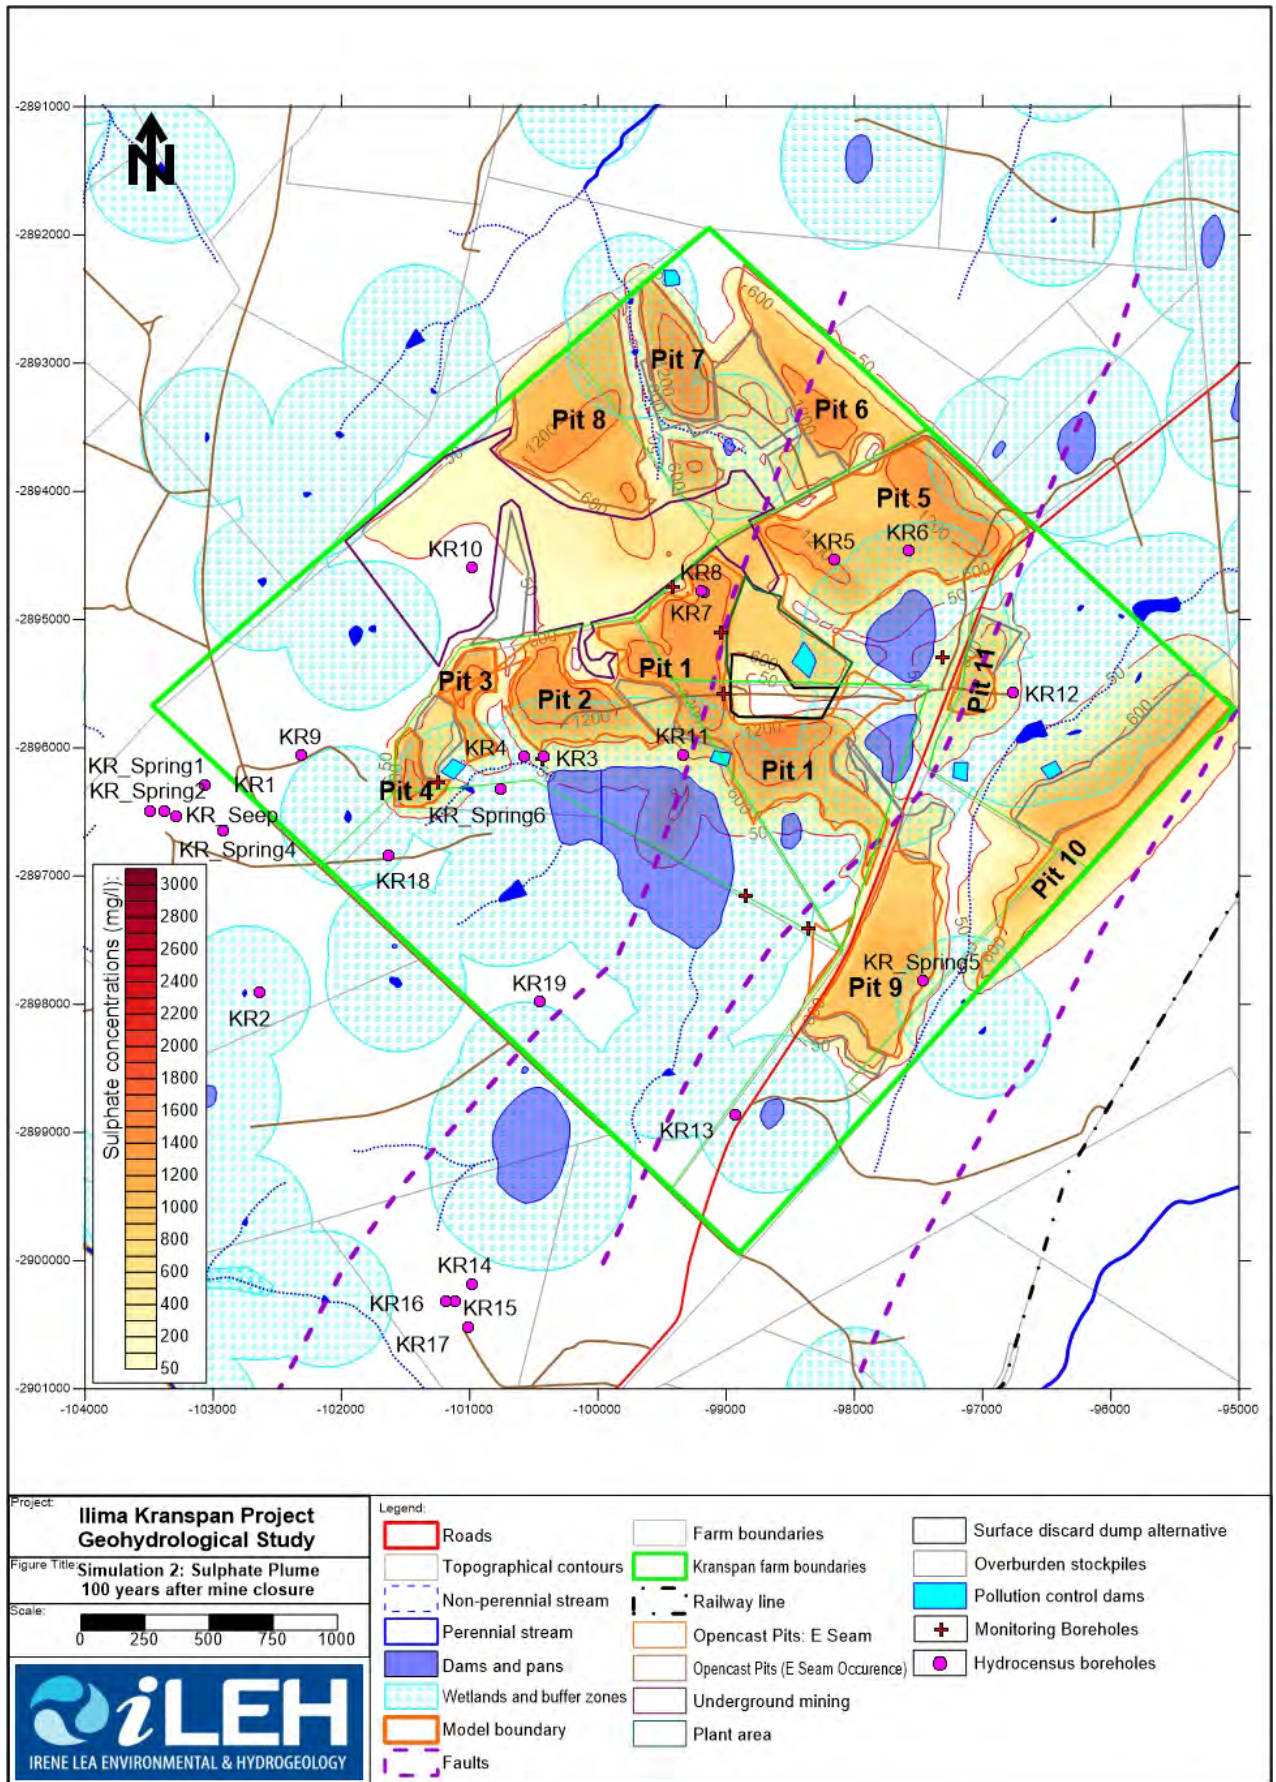 -2891000
-2892000
-2893000
-2894000
-2895000
-2896000
-2897000
-2898000
-2899000
-2900000
-2901000
-104000
-103000
-102000
-101000
-100000
-99000
-98000
-97000
-96000
-95000
N
Pit 7
Pit 8
Pit 6
Pit 5
KR5
KR6
KR10
KR8
KR7
Pit 1
Pit 3
Pit 2
Pit 11
KR12
KR9
KR4
KR3
KR11
Pit 1
KR_Spring1
KR1
KR_Spring2
KR_Seep
KR_Spring4
Pit 4
KR_Spring6
KR18
Pit 10
KR_Spring5
Pit 9
KR19
KR2
KR13
KR14
KR16
KR15
KR17
600
50
1200
Sulphate concentrations (mg/l):
3000
2800
2600
2400
2200
2000
1800
1600
1400
1200
1000
800
600
400
200
50
Project:
Ilima Kranspan Project
Geohydrological Study
Figure Title:
Simulation 2: Sulphate Plume
100 years after mine closure
Scale:
0 250 500 750 1000
iLEH
IRENE LEA ENVIRONMENTAL & HYDROGEOLOGY
Legend:
Roads
Topographical contours
Non-perennial stream
Perennial stream
Dams and pans
Wetlands and buffer zones
Model boundary
Faults
Farm boundaries
Kranspan farm boundaries
Railway line
Opencast Pits: E Seam
Opencast Pits (E Seam Occurence)
Underground mining
Plant area
Surface discard dump alternative
Overburden stockpiles
Pollution control dams
Monitoring Boreholes
Hydrocensus boreholes